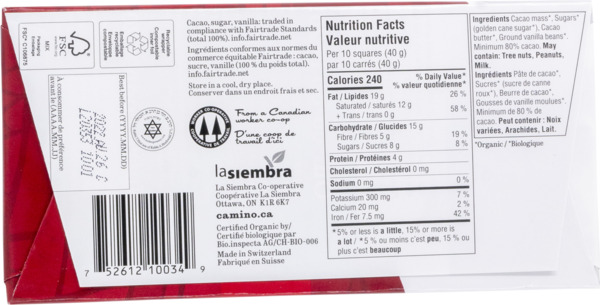 Cacao, sugar, vanilla: traded in
compliance with Fairtrade Standards
(total 100%). info.fairtrade.net
Ingrédients conformes aux normes du
commerce équitable Fairtrade : cacao,
sucre, vanille (100 % du poids total).
info.fairtrade.net
Store in a cool, dry place.
Conserver dans un endroit frais et sec.
From a Canadian
worker co-op
D'une coop de
travail d'ici
lasiembra
La Siembra Co-operative
Coopérative La Siembra
Ottawa, ON K1R 6K7
camino.ca
Certified Organic by/
Certifié biologique par
Bio.inspecta AG/CH-BIO-006
Made in Switzerland
Fabriqué en Suisse
Nutrition Facts
Valeur nutritive
Per 10 squares (40 g)
par 10 carrés (40 g)
Calories 240
% Daily Value*
% valeur quotidienne*
Fat / Lipides 19 g 26 %
Saturated / saturés 12 g
+ Trans / trans 0 g 58 %
Carbohydrate / Glucides 15 g
Fibre / Fibres 5 g 19 %
Sugars / Sucres 8 g 8 %
Protein / Protéines 4 g
Cholesterol / Cholestérol 0 mg
Sodium 0 mg 0 %
Potassium 300 mg 7 %
Calcium 20 mg 2 %
Iron / Fer 7.5 mg 42 %
*5% or less is a little, 15% or more is
a lot / *5 % ou moins c'est peu, 15 % ou
plus c'est beaucoup
Ingredients Cacao mass*, Sugars*
(golden cane sugar*), Cacao
butter*, Ground vanilla beans*.
Minimum 80% cacao. May
contain: Tree nuts, Peanuts,
Milk.
Ingrédients Pâte de cacao*,
Sucres* (sucre de canne
roux*), Beurre de cacao*,
Gousses de vanille moulues*.
Minimum de 80 % de
cacao. Peut contenir : Noix
variées, Arachides, Lait.
*Organic / *Biologique
FSC
MIX
Packaging
Emballage
FSC® C109675
Recyclable
wrapper
Compostable
inner foil
Emballage
recyclable
Best before (YYYY.MM.DD)
À consommer de préférence
avant le (AAAA.MM.JJ)
7 52612 10034 9